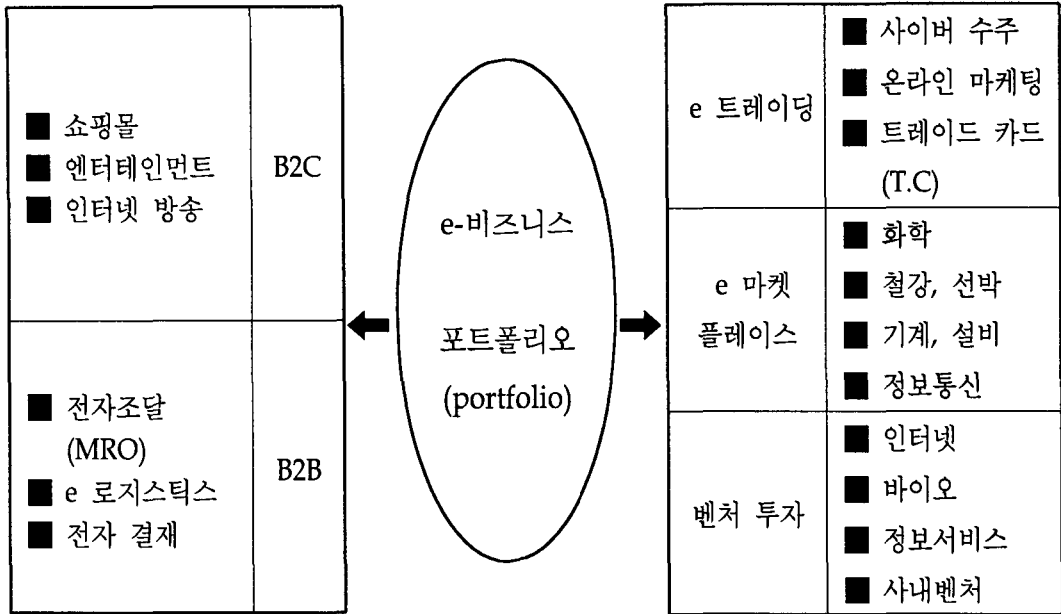 ■ 쇼핑몰
■ 엔터테인먼트
■ 인터넷 방송
B2C
■ 전자조달
(MRO)
■ e 로지스틱스
■ 전자 결재
B2B
e-비즈니스
포트폴리오
(portfolio)
e 트레이딩
■ 사이버 수주
■ 온라인 마케팅
■ 트레이드 카드
(T.C)
e 마켓
플레이스
■ 화학
■ 철강, 선박
■ 기계, 설비
■ 정보통신
벤처 투자
■ 인터넷
■ 바이오
■ 정보서비스
■ 사내벤처